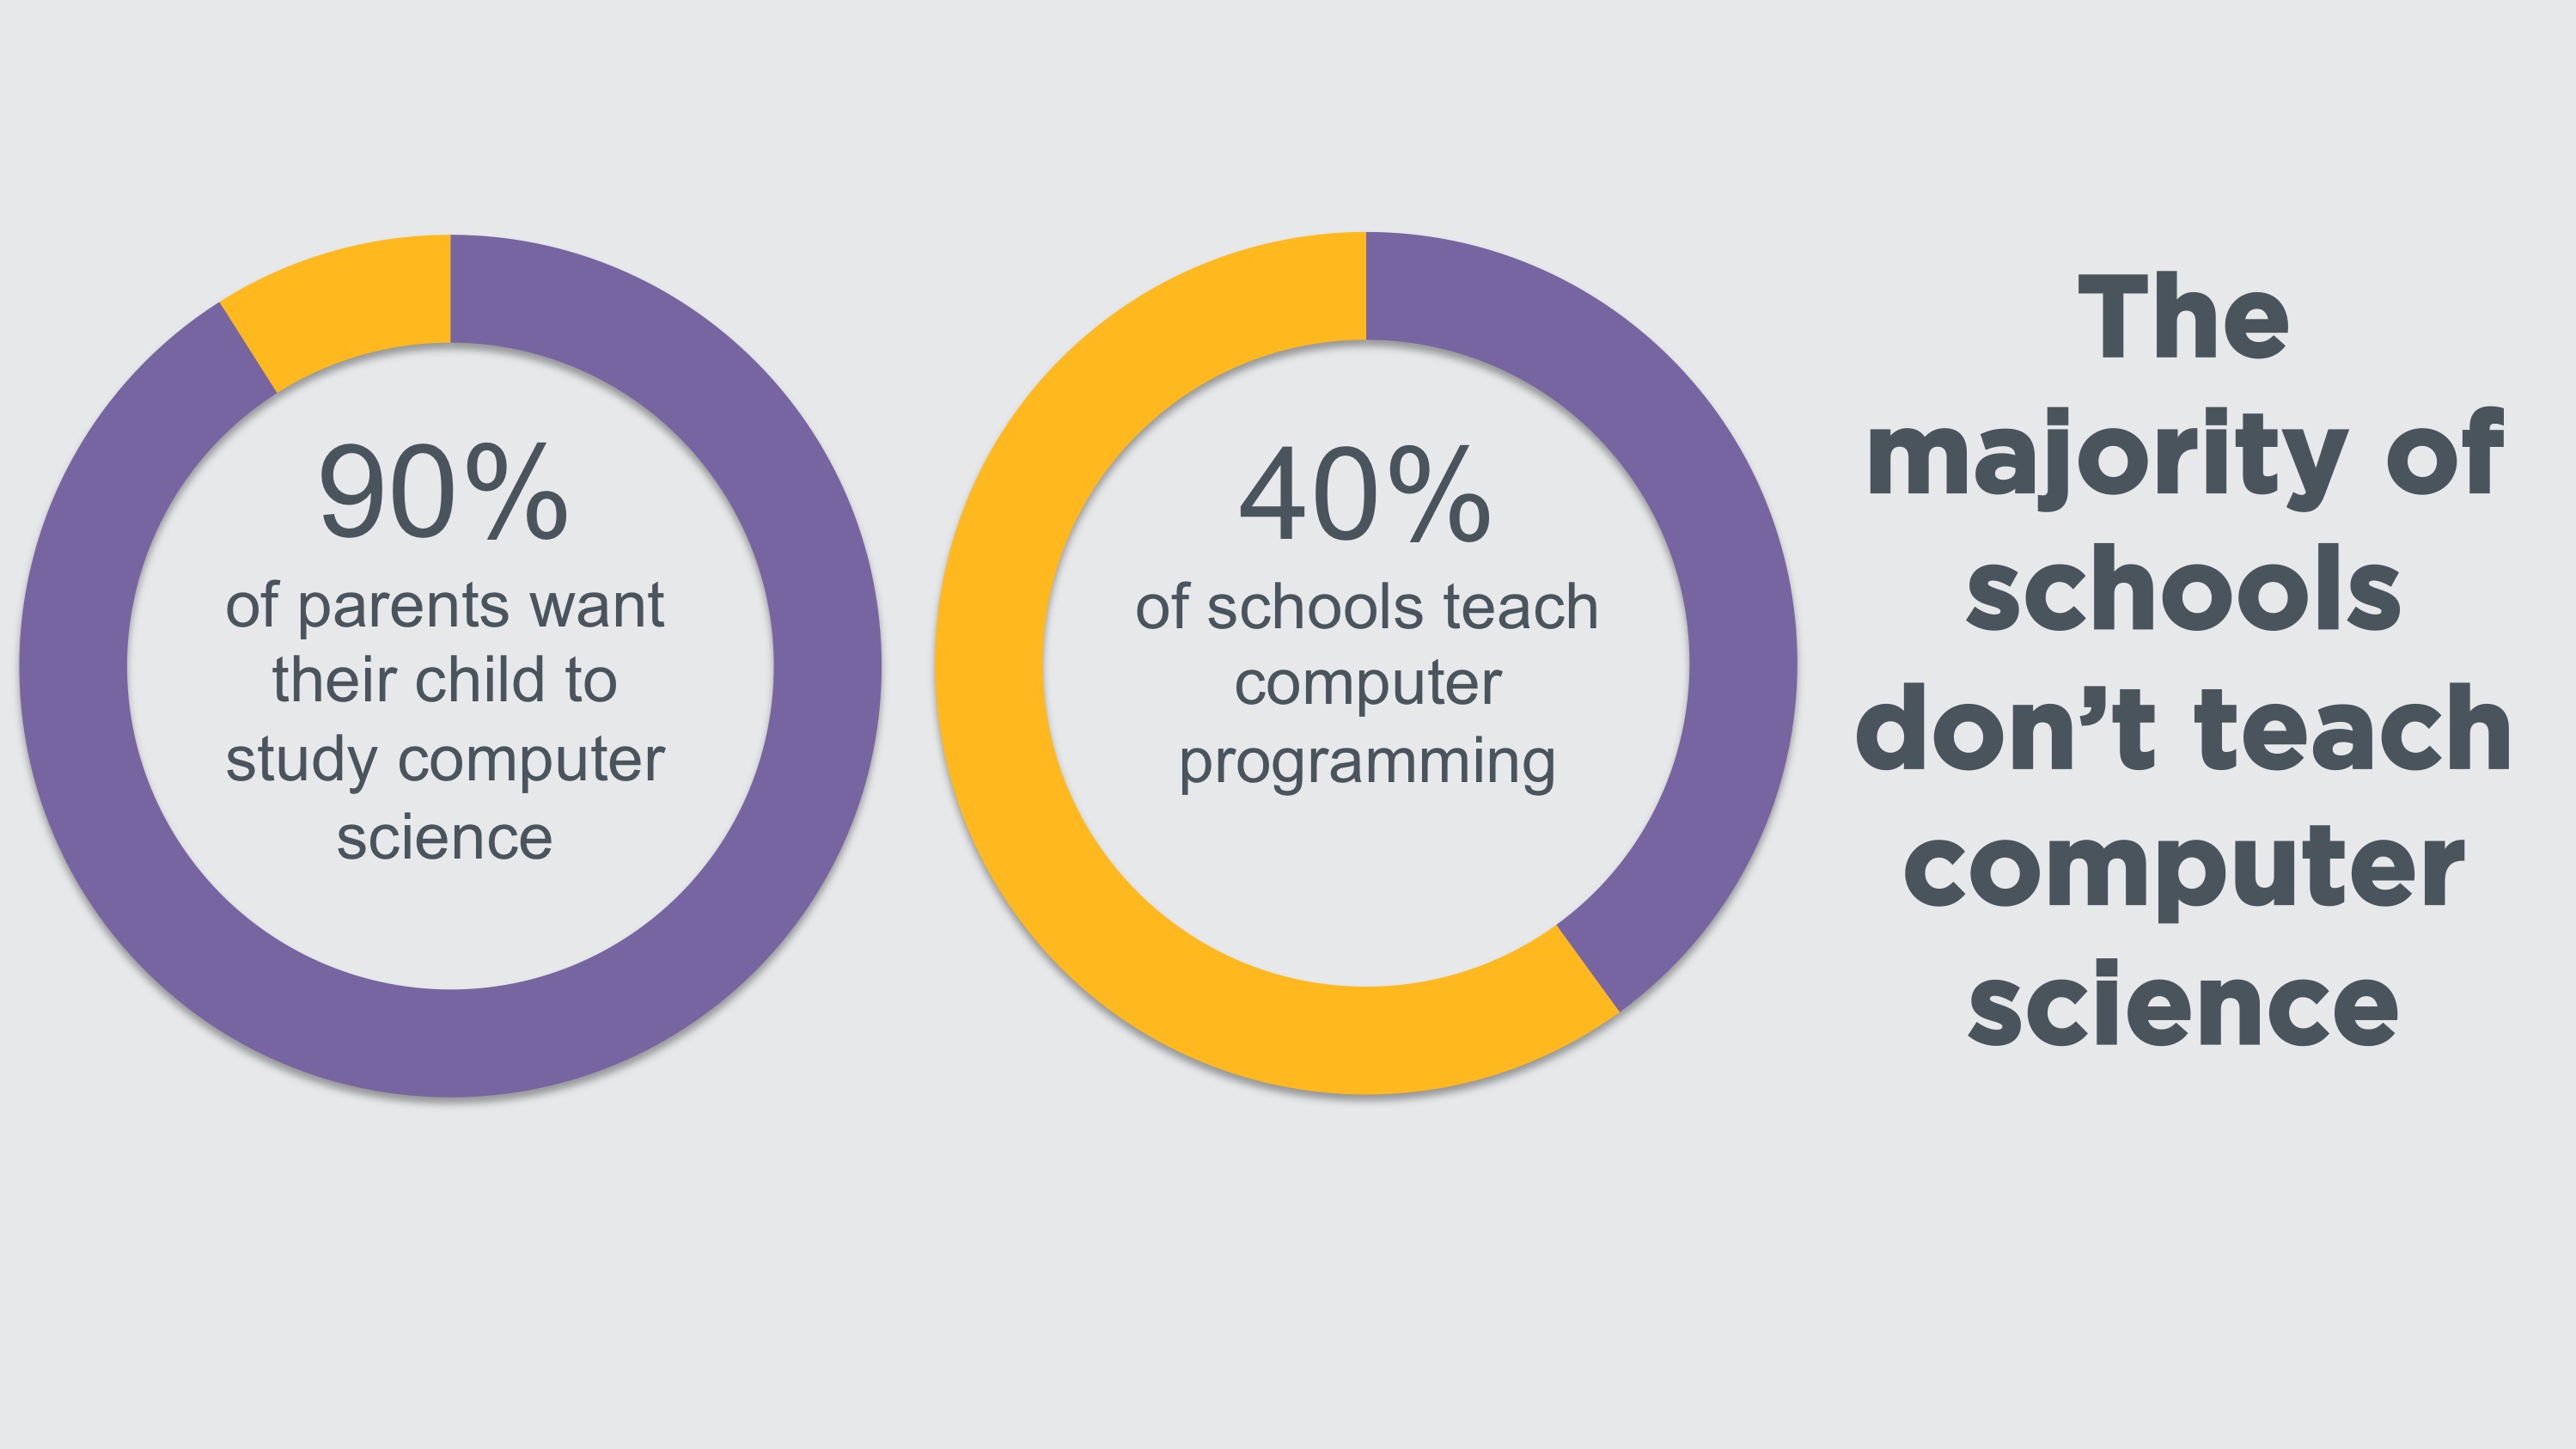 90%
of parents want
their child to
study computer
science
40%
of schools teach
computer
programming
The
majority of
schools
don’t teach
computer
science